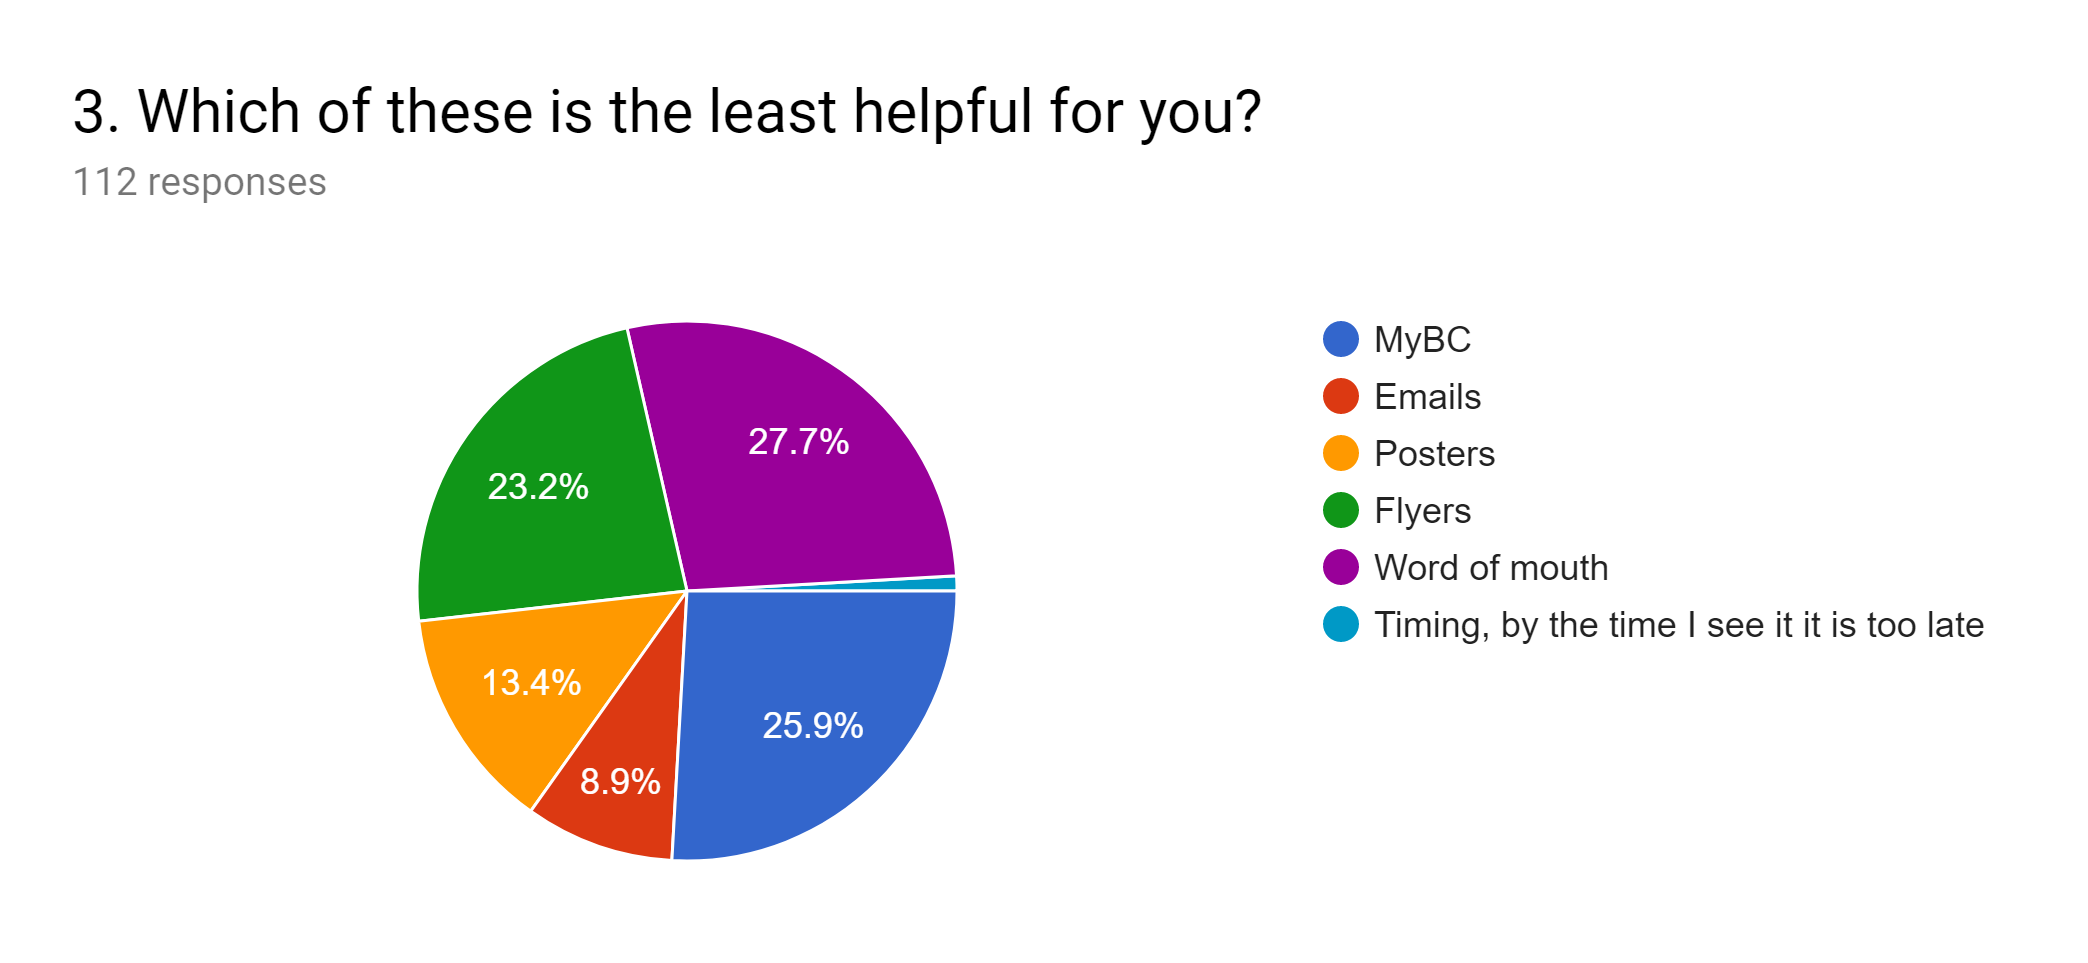 3. Which of these is the least helpful for you?
112 responses
27.7%
23.2%
13.4%
8.9%
25.9%
MyBC
Emails
Posters
Flyers
Word of mouth
Timing, by the time I see it it is too late